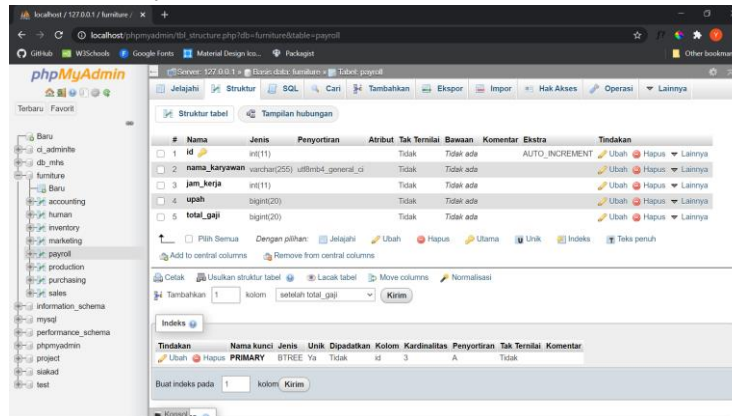 localhost / 127.0.0.1 / furniture /
localhost/phpmyadmin/tbl_structure.php?db=furniture&table=payroll
GitHub W3Schools Google Fonts Material Design Ico... Packagist Other bookmar
phpMyAdmin
Terbaru Favorit
Baru
ci_adminlte
db_mhs
furniture
Baru
accounting
human
inventory
marketing
payroll
production
purchasing
sales
information_schema
mysql
performance_schema
phpmyadmin
project
siakad
test
Server: 127.0.0.1 » Basis data: furniture » Tabel: payroll
Jelajahi Struktur SQL Cari Tambahkan Ekspor Impor Hak Akses Operasi Lainnya
Struktur tabel Tampilan hubungan
# Nama Jenis Penyortiran Atribut Tak Ternilai Bawaan Komentar Ekstra Tindakan
1 id int(11) Tidak Tidak ada AUTO_INCREMENT Ubah Hapus Lainnya
2 nama_karyawan varchar(255) utf8mb4_general_ci Tidak Tidak ada Ubah Hapus Lainnya
3 jam_kerja int(11) Tidak Tidak ada Ubah Hapus Lainnya
4 upah bigint(20) Tidak Tidak ada Ubah Hapus Lainnya
5 total_gaji bigint(20) Tidak Tidak ada Ubah Hapus Lainnya
Pilih Semua Dengan pilihan: Jelajahi Ubah Hapus Utama Unik Indeks Teks penuh
Add to central columns Remove from central columns
Cetak Usulkan struktur tabel Lacak tabel Move columns Normalisasi
Tambahkan 1 kolom setelah total_gaji Kirim
Indeks
Tindakan Nama kunci Jenis Unik Dipadatkan Kolom Kardinalitas Penyortiran Tak Ternilai Komentar
Ubah Hapus PRIMARY BTREE Ya Tidak id 3 A Tidak
Buat indeks pada 1 kolom Kirim
Konsol